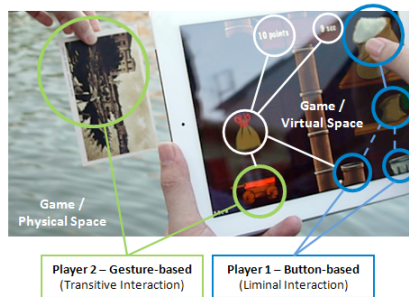 10 points
9 sec
Game /
Virtual Space
Game /
Physical Space
Player 2 – Gesture-based
(Transitive Interaction)
Player 1 – Button-based
(Liminal Interaction)